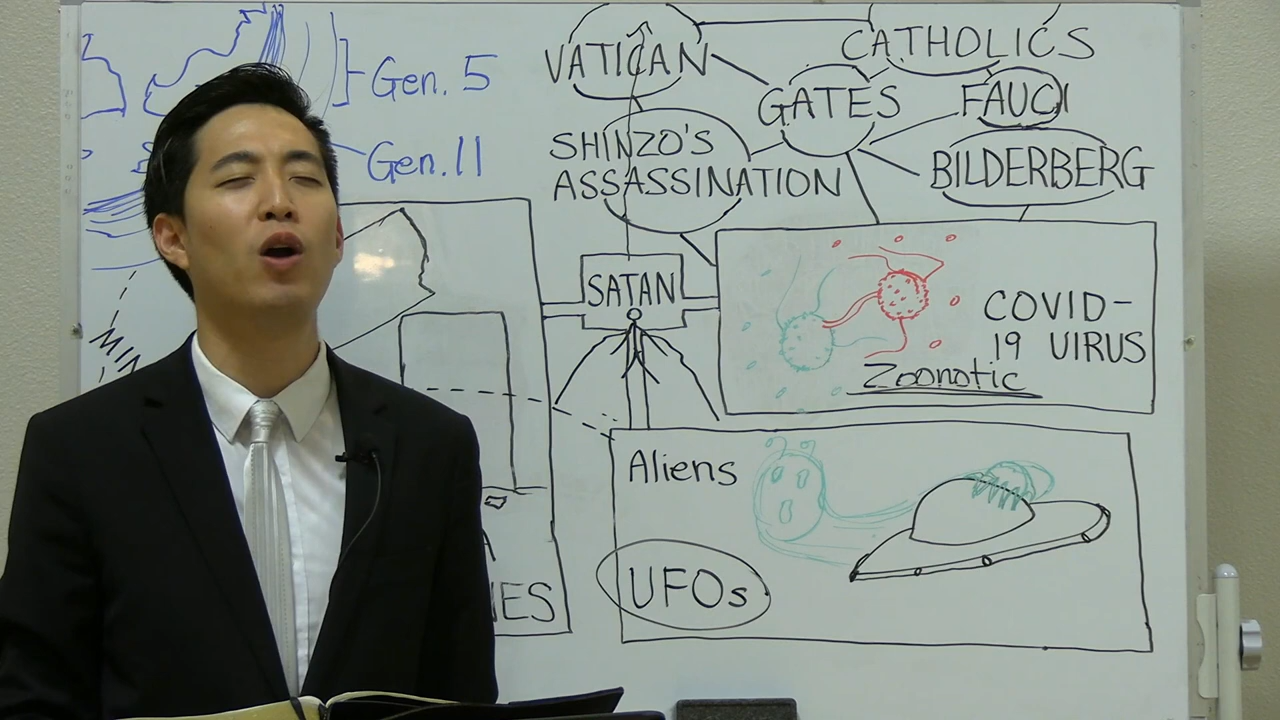 Gen. 5
Gen. 11
VATICAN
CATHOLICS
GATES
FAUCI
SHINZO'S
ASSASSINATION
BILDERBERG
SATAN
COVID-
19 VIRUS
Zoonotic
Aliens
UFOs